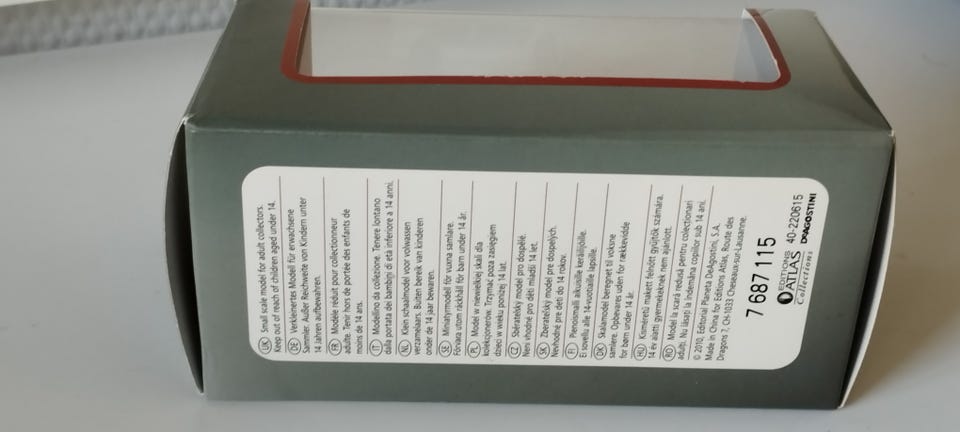 UK Small scale model for adult collectors.
Keep out of reach of children aged under 14.
DE Verkleinertes Modell für erwachsene
Sammler. Außer Reichweite von Kindern unter
14 Jahren aufbewahren.
FR Modèle réduit pour collectionneur
adulte. Tenir hors de portée des enfants de
moins de 14 ans.
IT Modellino da collezione. Tenere lontano
dalla portata dei bambini di età inferiore a 14 anni.
NL Klein schaalmodel voor volwassen
verzamelaars. Buiten bereik van kinderen
onder de 14 jaar bewaren.
SE Miniatyrmodell för vuxna samlare.
Förvara utom räckhåll för barn under 14 år.
PL Model w niewielkiej skali dla
kolekcjonerów. Trzymać poza zasięgiem
dzieci w wieku poniżej 14 lat.
CZ Sběratelský model pro dospělé.
Není vhodné pro děti mladší 14 let.
SK Zberateľský model pre dospelých.
Nevhodné pre deti do 14 rokov.
FI Pienoismalli aikuisille keräilijöille.
Ei sovellu alle 14-vuotiaille lapsille.
DK Skalamodel beregnet til voksne
samlere. Opbevares uden for rækkevidde
for børn under 14 år.
HU Kisméretű makett felnőtt gyűjtők számára.
14 év alatti gyermekeknek nem ajánlott.
RO Model la scară redusă pentru colecționari
adulți. Nu lăsați la îndemâna copiilor sub 14 ani.
© 2010, Editorial Planeta DeAgostini, S.A.
Made in China for Editions Atlas, Route des
Dragons 7, CH-1033 Cheseaux-sur-Lausanne.
7 687 115
EDITIONS ATLAS Collections
40-220615
DeAGOSTINI